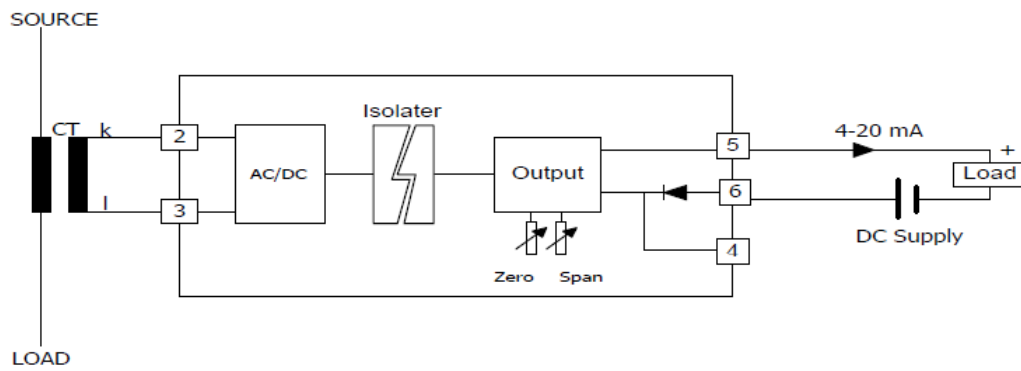 SOURCE
CT
k
l
2
3
AC/DC
Isolater
Output
Zero
Span
5
6
4
4-20 mA
+
Load
DC Supply
LOAD